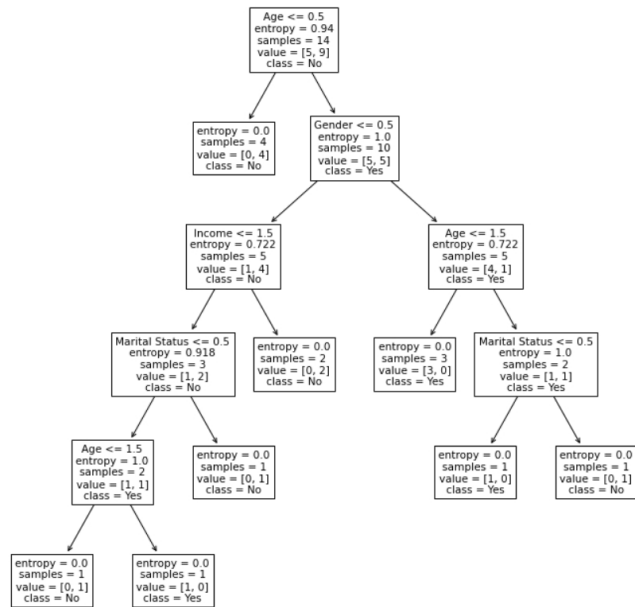 Age <= 0.5
entropy = 0.94
samples = 14
value = [5, 9]
class = No
entropy = 0.0
samples = 4
value = [0, 4]
class = No
Gender <= 0.5
entropy = 1.0
samples = 10
value = [5, 5]
class = Yes
Income <= 1.5
entropy = 0.722
samples = 5
value = [1, 4]
class = No
Age <= 1.5
entropy = 0.722
samples = 5
value = [4, 1]
class = Yes
Marital Status <= 0.5
entropy = 0.918
samples = 3
value = [1, 2]
class = No
entropy = 0.0
samples = 2
value = [0, 2]
class = No
entropy = 0.0
samples = 3
value = [3, 0]
class = Yes
Marital Status <= 0.5
entropy = 1.0
samples = 2
value = [1, 1]
class = Yes
Age <= 1.5
entropy = 1.0
samples = 2
value = [1, 1]
class = Yes
entropy = 0.0
samples = 1
value = [0, 1]
class = No
entropy = 0.0
samples = 1
value = [1, 0]
class = Yes
entropy = 0.0
samples = 1
value = [0, 1]
class = No
entropy = 0.0
samples = 1
value = [0, 1]
class = No
entropy = 0.0
samples = 1
value = [1, 0]
class = Yes